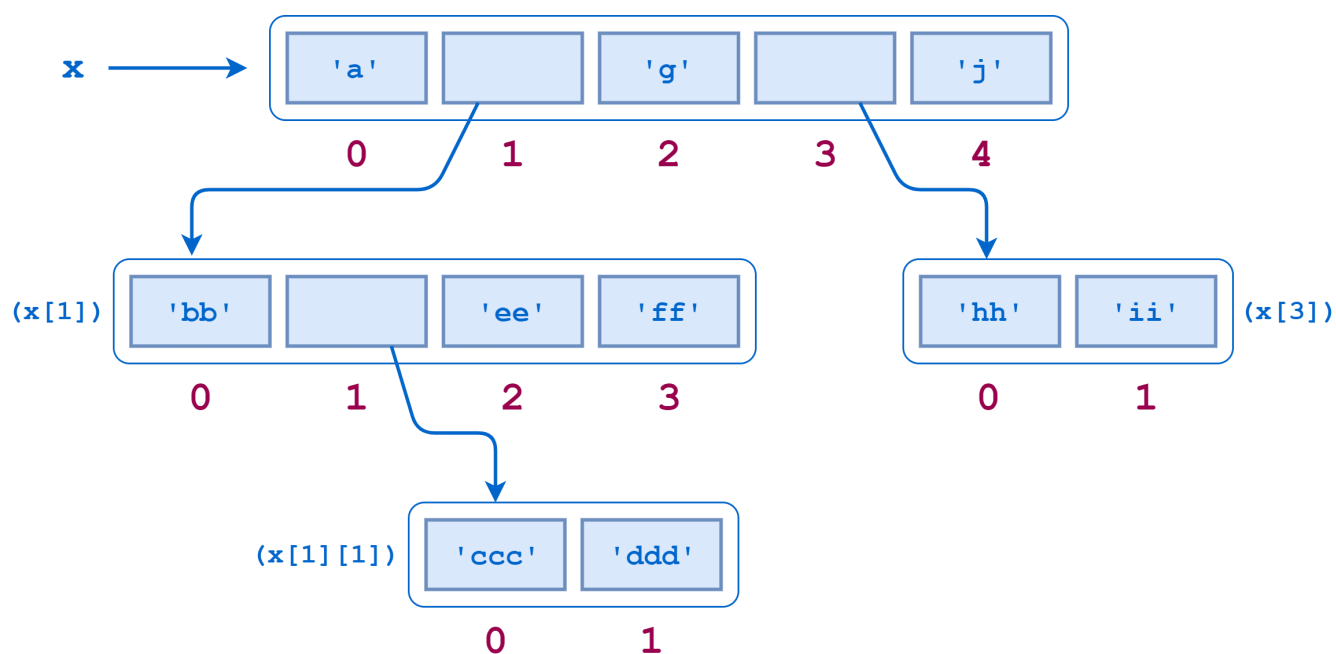 x 'a' 'g' 'j'
0 1 2 3 4
(x[1]) 'bb' 'ee' 'ff' 'hh' 'ii' (x[3])
0 1 2 3 0 1
(x[1][1]) 'ccc' 'ddd'
0 1